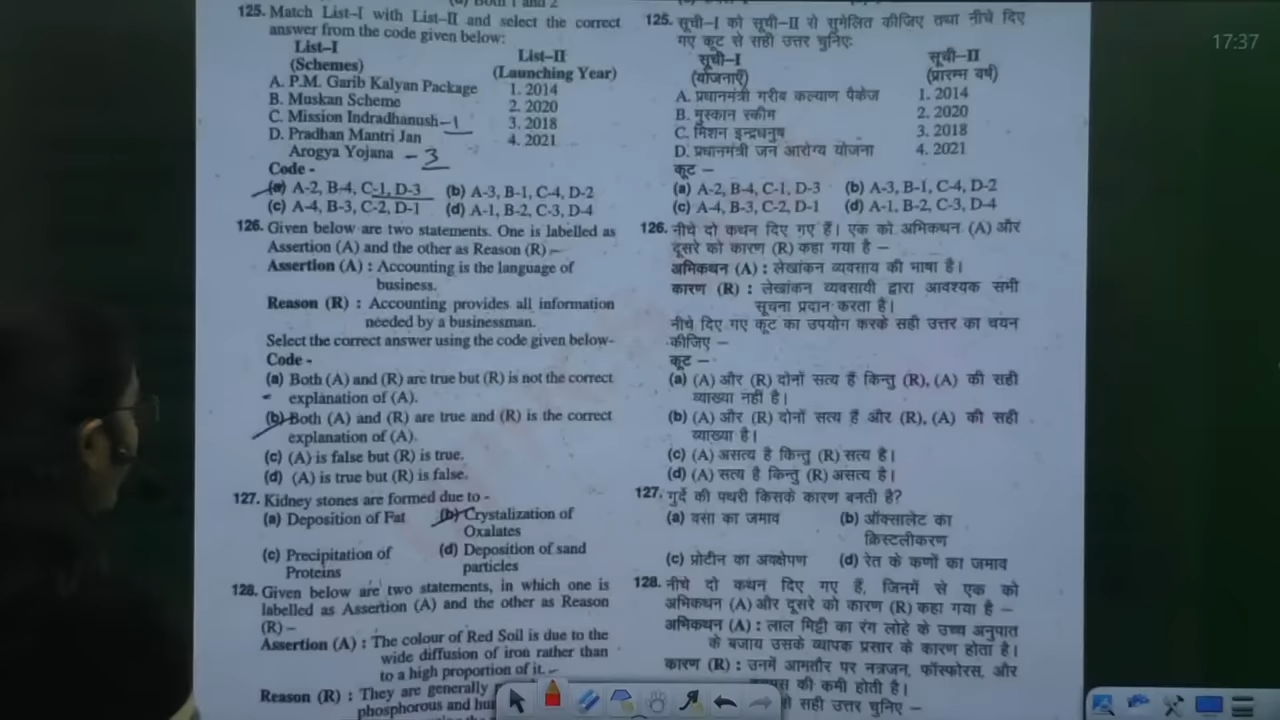 125. Match List-I with List-II and select the correct
answer from the code given below:
List-I
(Schemes)
List-II
(Launching Year)
A. P.M. Garib Kalyan Package
1. 2014
B. Muskan Scheme
2. 2020
C. Mission Indradhanush-1
3. 2018
D. Pradhan Mantri Jan
4. 2021
Arogya Yojana - 3
Code -
(a) A-2, B-4, C-1, D-3 (b) A-3, B-1, C-4, D-2
(c) A-4, B-3, C-2, D-1 (d) A-1, B-2, C-3, D-4
126. Given below are two statements. One is labelled as
Assertion (A) and the other as Reason (R) -
Assertion (A) : Accounting is the language of
business.
Reason (R) : Accounting provides all information
needed by a businessman.
Select the correct answer using the code given below-
Code -
(a) Both (A) and (R) are true but (R) is not the correct
explanation of (A).
(b) Both (A) and (R) are true and (R) is the correct
explanation of (A).
(c) (A) is false but (R) is true.
(d) (A) is true but (R) is false.
127. Kidney stones are formed due to -
(a) Deposition of Fat (b) Crystalization of
Oxalates
(c) Precipitation of (d) Deposition of sand
Proteins particles
128. Given below are two statements, in which one is
labelled as Assertion (A) and the other as Reason
(R) –
Assertion (A) : The colour of Red Soil is due to the
wide diffusion of iron rather than
to a high proportion of it. –
Reason (R) : They are generally
phosphorous and
125. सूची-I को सूची-II से सुमेलित कीजिए तथा नीचे दिए
गए कूट से सही उत्तर चुनिएः
सूची-I
(योजनाएँ)
सूची-II
(प्रारम्भ वर्ष)
A. प्रधानमंत्री गरीब कल्याण पैकेज 1. 2014
B. मुस्कान स्कीम 2. 2020
C. मिशन इन्द्रधनुष 3. 2018
D. प्रधानमंत्री जन आरोग्य योजना 4. 2021
कूट –
(a) A-2, B-4, C-1, D-3 (b) A-3, B-1, C-4, D-2
(c) A-4, B-3, C-2, D-1 (d) A-1, B-2, C-3, D-4
126. नीचे दो कथन दिए गए हैं। एक को अभिकथन (A) और
दूसरे को कारण (R) कहा गया है –
अभिकथन (A) : लेखांकन व्यवसाय की भाषा है।
कारण (R) : लेखांकन व्यवसायी द्वारा आवश्यक सभी
सूचना प्रदान करता है।
नीचे दिए गए कूट का उपयोग करके सही उत्तर का चयन
कीजिए –
कूट –
(a) (A) और (R) दोनों सत्य हैं किन्तु (R), (A) की सही
व्याख्या नहीं है।
(b) (A) और (R) दोनों सत्य हैं और (R), (A) की सही
व्याख्या है।
(c) (A) असत्य है किन्तु (R) सत्य है।
(d) (A) सत्य है किन्तु (R) असत्य है।
127. गुर्दे की पथरी किसके कारण बनती है?
(a) वसा का जमाव (b) ऑक्सालेट का
क्रिस्टलीकरण
(c) प्रोटीन का अवक्षेपण (d) रेत के कणों का जमाव
128. नीचे दो कथन दिए गए हैं, जिनमें से एक को
अभिकथन (A) और दूसरे को कारण (R) कहा गया है –
अभिकथन (A) : लाल मिट्टी का रंग लोहे के उच्च अनुपात
के बजाय उसके व्यापक प्रसार के कारण होता है।
कारण (R) : उनमें आमतौर पर नत्रजन, फॉस्फोरस, और
की कमी होती है।
सही उत्तर चुनिए –
17:37